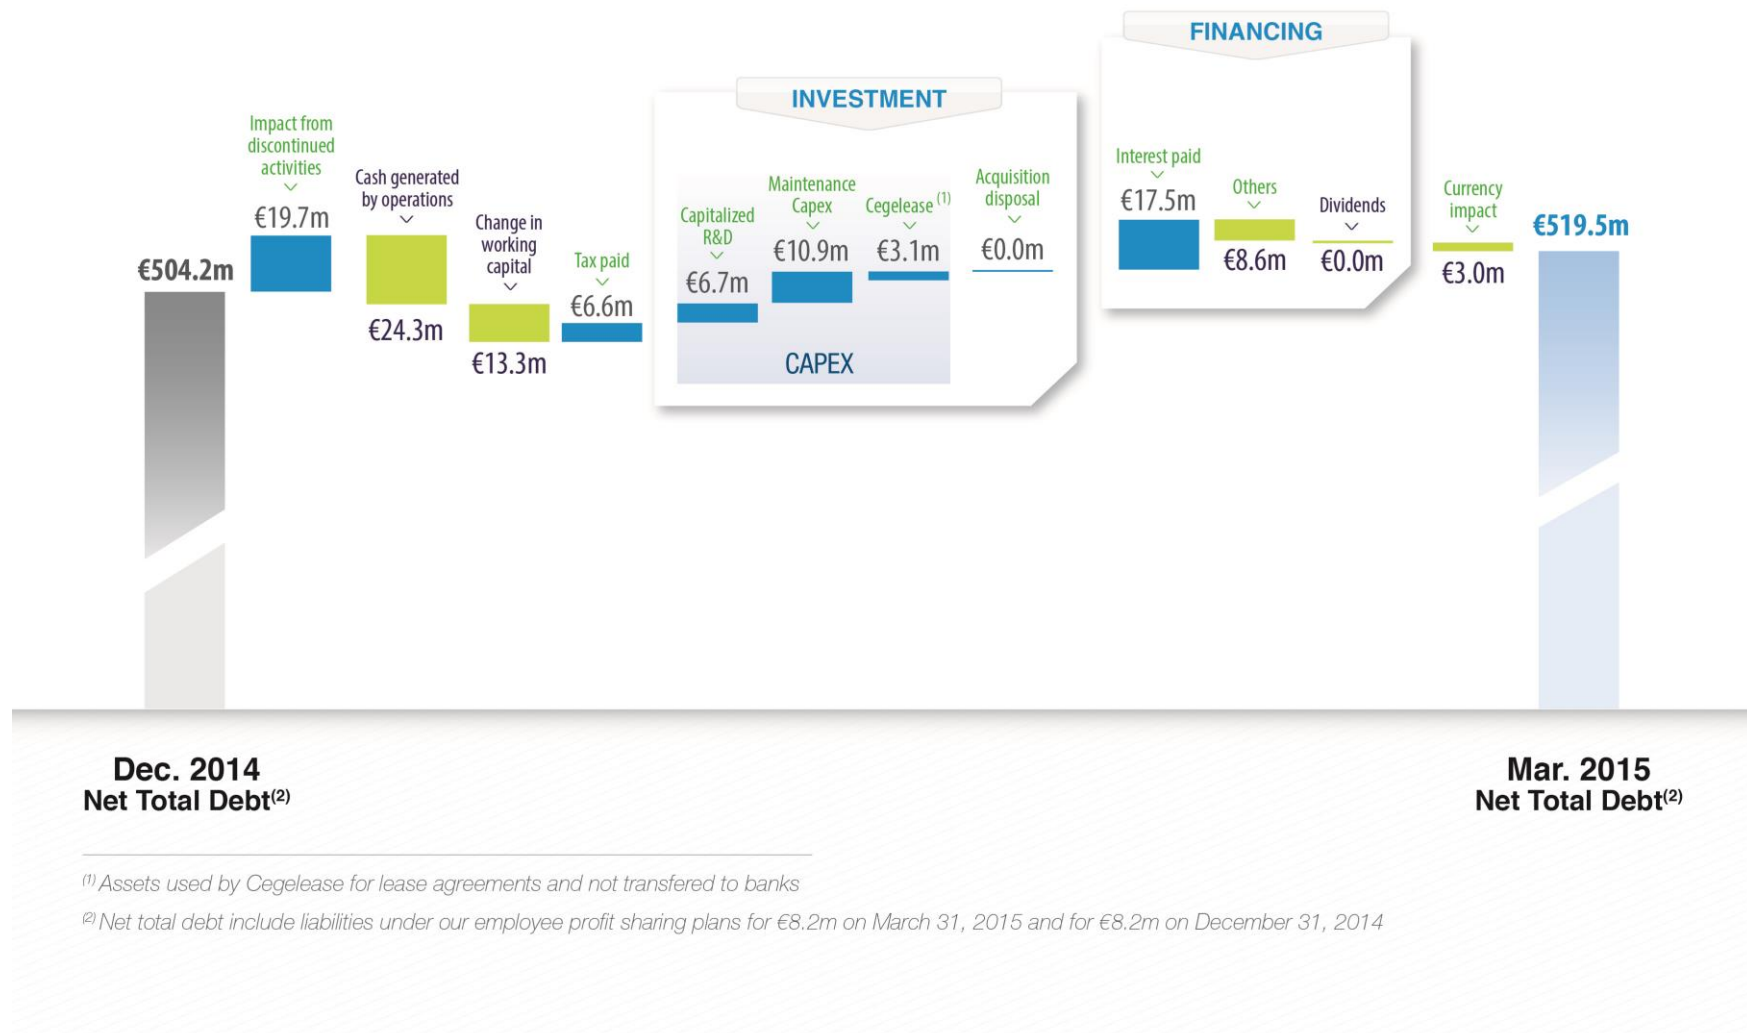 FINANCING
INVESTMENT
Impact from
discontinued
activities
€19.7m
Cash generated
by operations
€24.3m
Change in
working
capital
€13.3m
Tax paid
€6.6m
Capitalized
R&D
€6.7m
Maintenance
Capex
€10.9m
Cegelease (1)
€3.1m
Acquisition
disposal
€0.0m
CAPEX
Interest paid
€17.5m
Others
€8.6m
Dividends
€0.0m
Currency
impact
€3.0m
€504.2m
€519.5m
Dec. 2014
Net Total Debt(2)
Mar. 2015
Net Total Debt(2)
(1) Assets used by Cegelease for lease agreements and not transfered to banks
(2) Net total debt include liabilities under our employee profit sharing plans for €8.2m on March 31, 2015 and for €8.2m on December 31, 2014